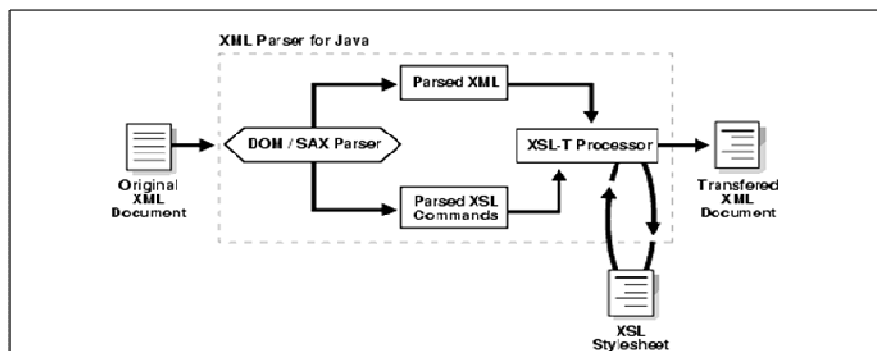 XML Parser for Java
Parsed XML
DOM / SAX Parser
XSL-T Processor
Original
XML
Document
Parsed XSL
Commands
Transfered
XML
Document
XSL
Stylesheet